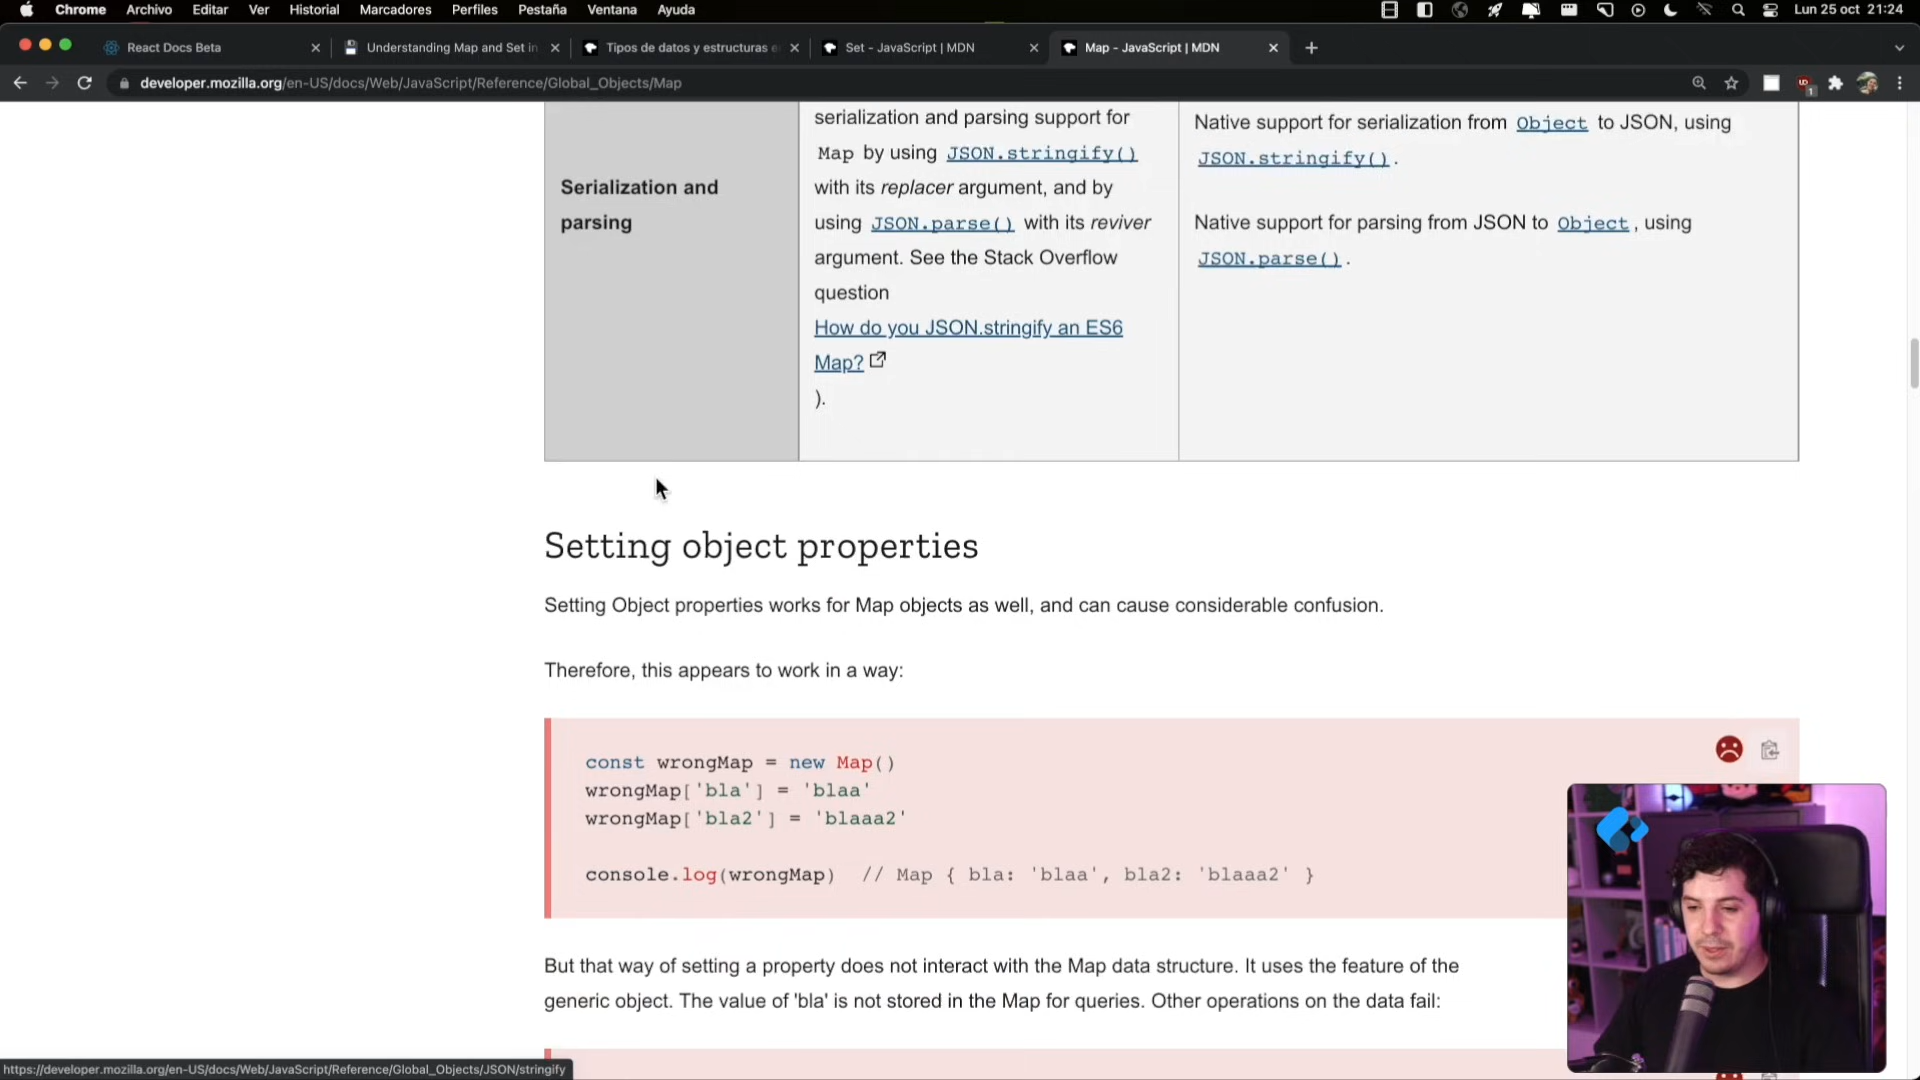 Chrome Archivo Editar Ver Historial Marcadores Perfiles Pestaña Ventana Ayuda Lun 25 oct 21:24
React Docs Beta Understanding Map and Set in Tipos de datos y estructuras Set - JavaScript | MDN Map - JavaScript | MDN
developer.mozilla.org/en-US/docs/Web/JavaScript/Reference/Global_Objects/Map
serialization and parsing support for
Map by using JSON.stringify()
with its replacer argument, and by
using JSON.parse() with its reviver
argument. See the Stack Overflow
question
How do you JSON.stringify an ES6
Map?
).
Serialization and
parsing
Native support for serialization from Object to JSON, using
JSON.stringify().
Native support for parsing from JSON to Object, using
JSON.parse().
Setting object properties
Setting Object properties works for Map objects as well, and can cause considerable confusion.
Therefore, this appears to work in a way:
const wrongMap = new Map()
wrongMap['bla'] = 'blaa'
wrongMap['bla2'] = 'blaaa2'
console.log(wrongMap)  // Map { bla: 'blaa', bla2: 'blaaa2' }
But that way of setting a property does not interact with the Map data structure. It uses the feature of the
generic object. The value of 'bla' is not stored in the Map for queries. Other operations on the data fail:
https://developer.mozilla.org/en-US/docs/Web/JavaScript/Reference/Global_Objects/JSON/stringify